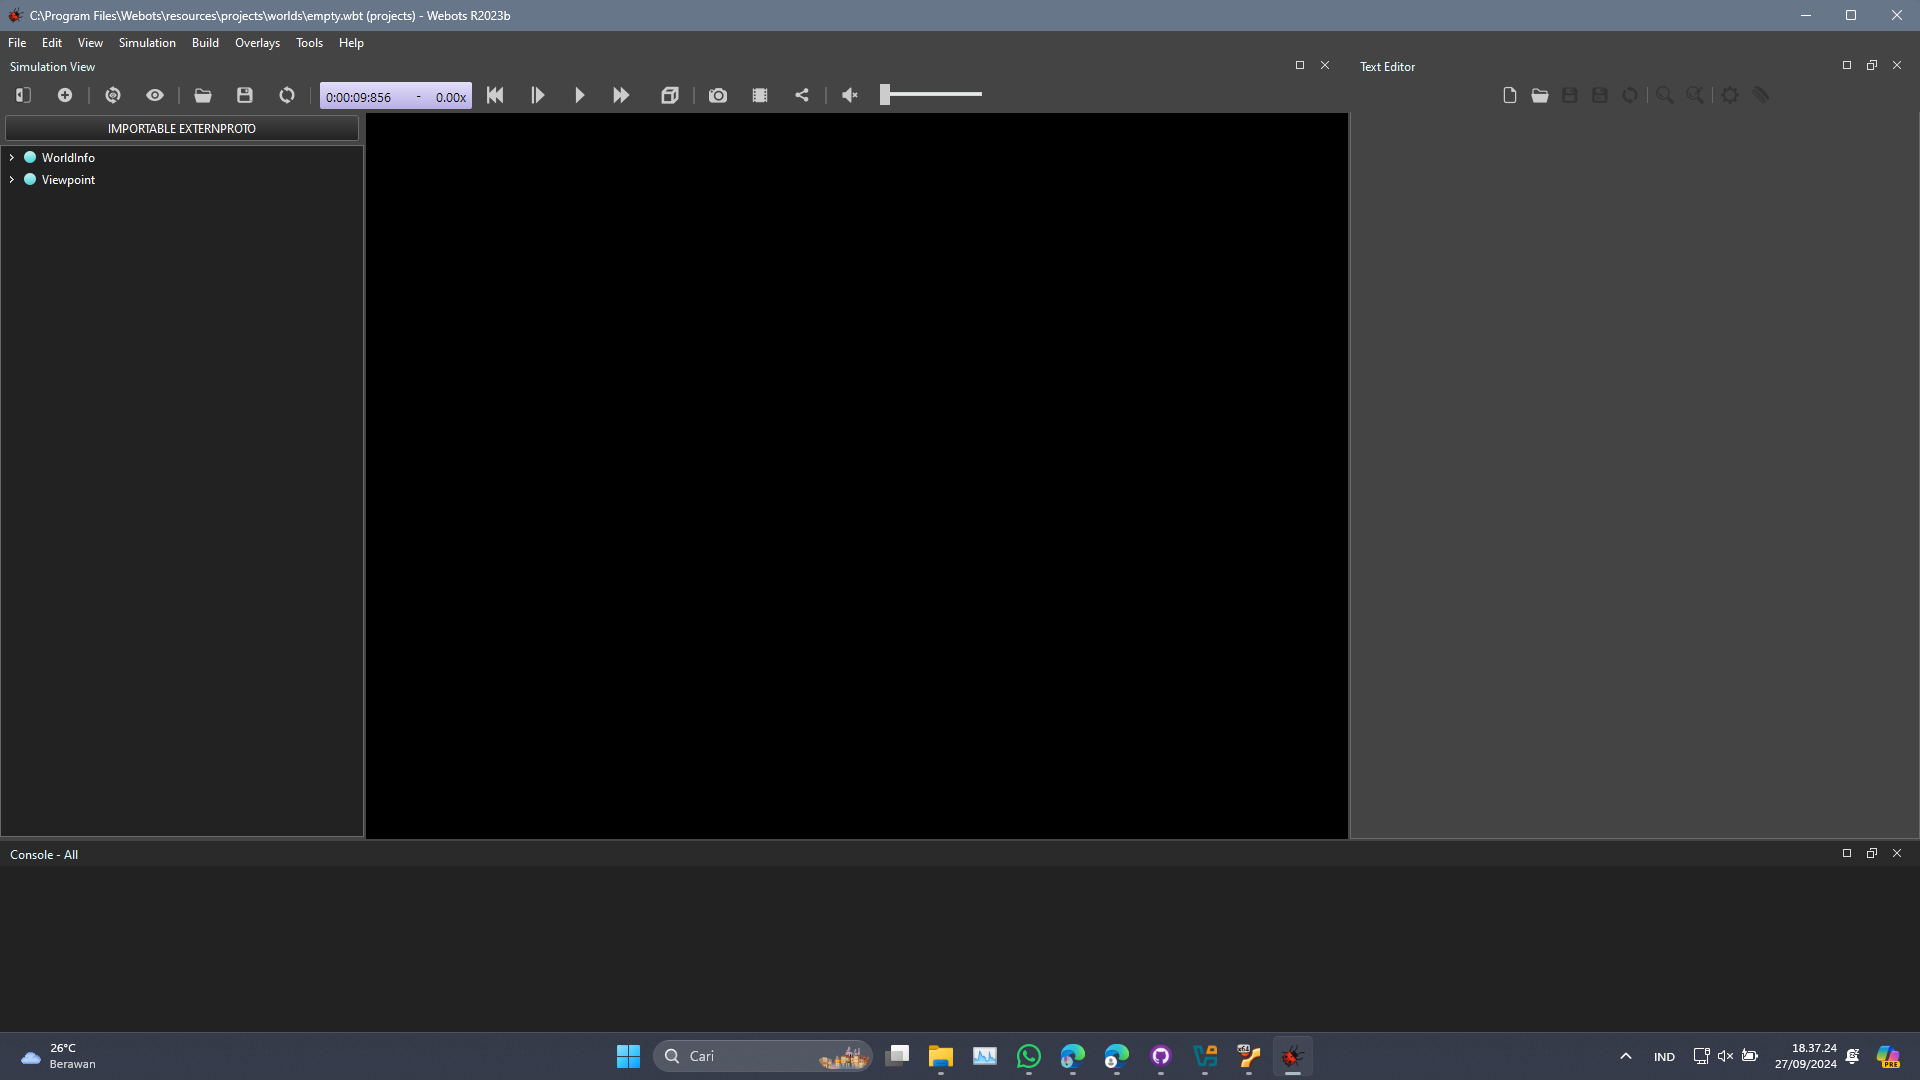 C:\Program Files\Webots\resources\projects\worlds\empty.wbt (projects) - Webots R2023b
File Edit View Simulation Build Overlays Tools Help
Simulation View
Text Editor
0:00:09:856 - 0.00x
IMPORTABLE EXTERNPROTO
WorldInfo
Viewpoint
Console - All
26°C
Berawan
Cari
IND
18.37.24
27/09/2024
PRE